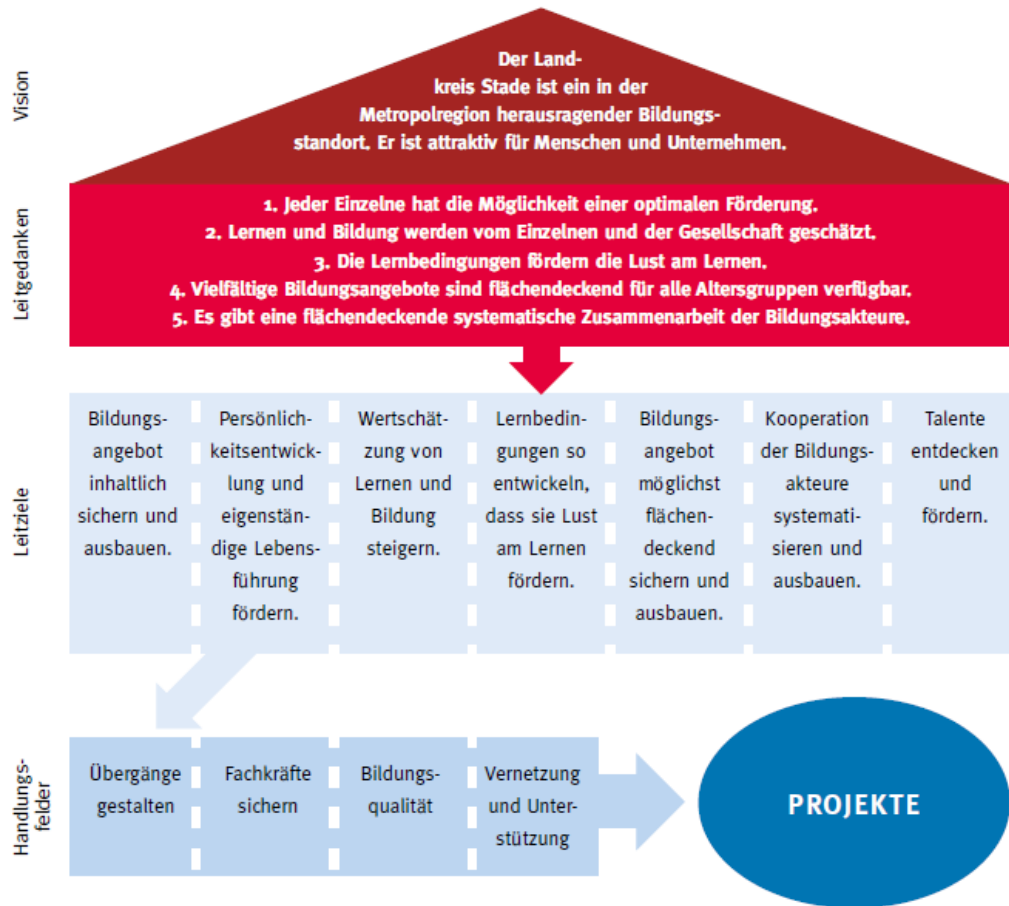 Vision
Der Land-
kreis Stade ist ein in der
Metropolregion herausragender Bildungs-
standort. Er ist attraktiv für Menschen und Unternehmen.
Leitgedanken
1. Jeder Einzelne hat die Möglichkeit einer optimalen Förderung.
2. Lernen und Bildung werden vom Einzelnen und der Gesellschaft geschätzt.
3. Die Lernbedingungen fördern die Lust am Lernen.
4. Vielfältige Bildungsangebote sind flächendeckend für alle Altersgruppen verfügbar.
5. Es gibt eine flächendeckende systematische Zusammenarbeit der Bildungsakteure.
Leitziele
Bildungs-
angebot
inhaltlich
sichern und
ausbauen.
Persönlich-
keitsentwick-
lung und
eigenstän-
dige Lebens-
führung
fördern.
Wertschät-
zung von
Lernen und
Bildung
steigern.
Lernbedin-
gungen so
entwickeln,
dass sie Lust
am Lernen
fördern.
Bildungs-
angebot
möglichst
flächen-
deckend
sichern und
ausbauen.
Kooperation
der Bildungs-
akteure
systemati-
sieren und
ausbauen.
Talente
entdecken
und
fördern.
Handlungs-
felder
Übergänge
gestalten
Fachkräfte
sichern
Bildungs-
qualität
Vernetzung
und Unter-
stützung
PROJEKTE